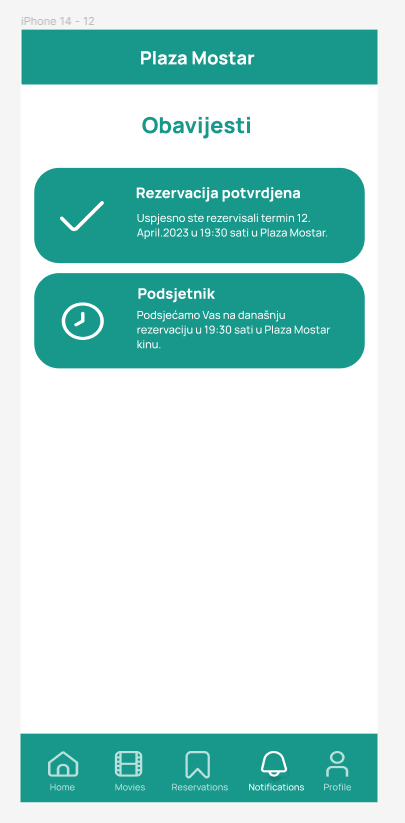 iPhone 14 - 12
Plaza Mostar
Obavijesti
Rezervacija potvrdjena
Uspjesno ste rezervisali termin 12.
April.2023 u 19:30 sati u Plaza Mostar.
Podsjetnik
Podsjećamo Vas na današnju
rezervaciju u 19:30 sati u Plaza Mostar
kinu.
Home
Movies
Reservations
Notifications
Profile